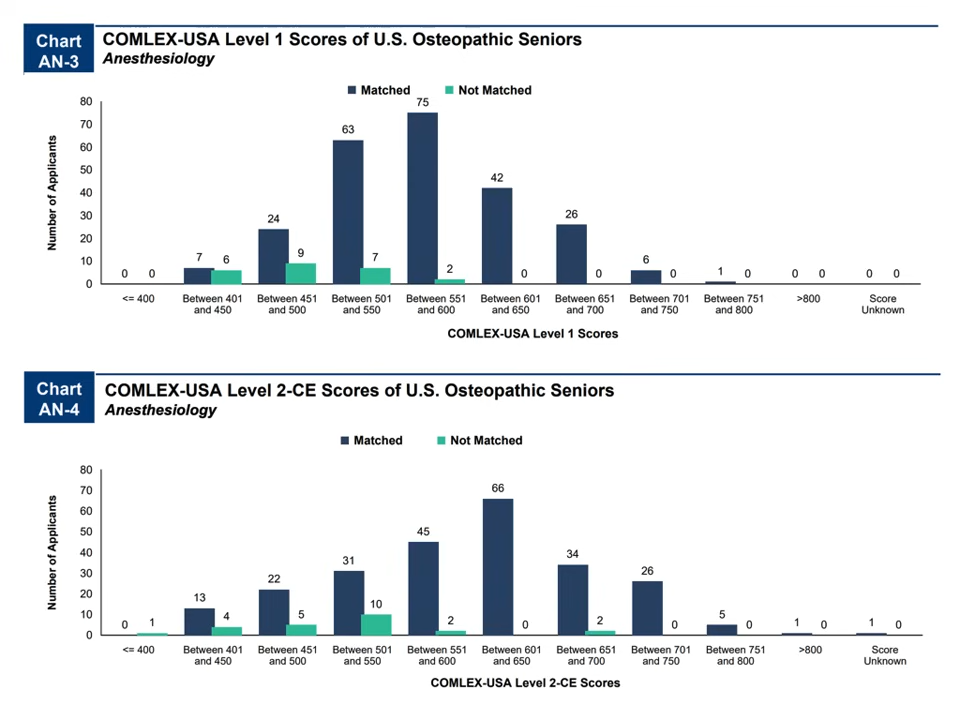 Chart
AN-3
COMLEX-USA Level 1 Scores of U.S. Osteopathic Seniors
Anesthesiology
Matched Not Matched
Number of Applicants
80
70
60
50
40
30
20
10
0
0 0 7 6 24 9 63 7 75 2 42 0 26 0 6 0 1 0 0 0 0 0
<= 400 Between 401 Between 451 Between 501 Between 551 Between 601 Between 651 Between 701 Between 751 >800 Score
and 450 and 500 and 550 and 600 and 650 and 700 and 750 and 800 Unknown
COMLEX-USA Level 1 Scores
Chart
AN-4
COMLEX-USA Level 2-CE Scores of U.S. Osteopathic Seniors
Anesthesiology
Matched Not Matched
Number of Applicants
80
70
60
50
40
30
20
10
0
0 1 13 4 22 5 31 10 45 2 66 0 34 2 26 0 5 0 1 0 1 0
<= 400 Between 401 Between 451 Between 501 Between 551 Between 601 Between 651 Between 701 Between 751 >800 Score
and 450 and 500 and 550 and 600 and 650 and 700 and 750 and 800 Unknown
COMLEX-USA Level 2-CE Scores